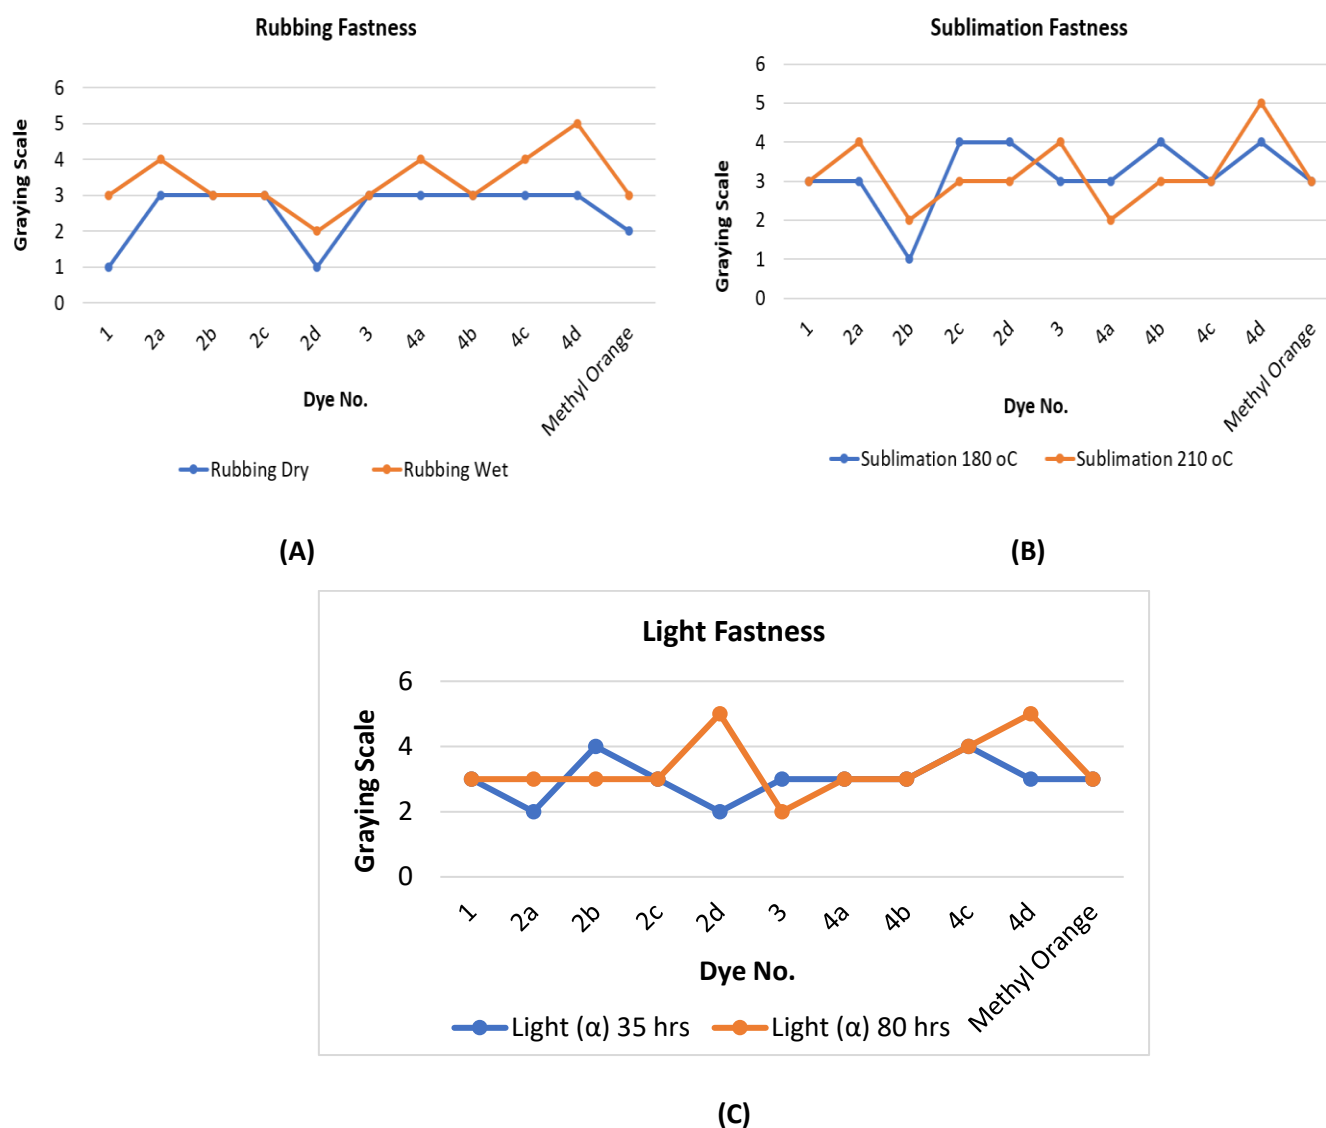 Rubbing Fastness
Graying Scale
6
5
4
3
2
1
0
1 2a 2b 2c 2d 3 4a 4b 4c 4d Methyl Orange
Dye No.
Rubbing Dry Rubbing Wet
(A)
Sublimation Fastness
Graying Scale
6
5
4
3
2
1
0
1 2a 2b 2c 2d 3 4a 4b 4c 4d Methyl Orange
Dye No.
Sublimation 180 oC Sublimation 210 oC
(B)
Light Fastness
Graying Scale
6
4
2
0
1 2a 2b 2c 2d 3 4a 4b 4c 4d Methyl Orange
Dye No.
Light (α) 35 hrs Light (α) 80 hrs
(C)